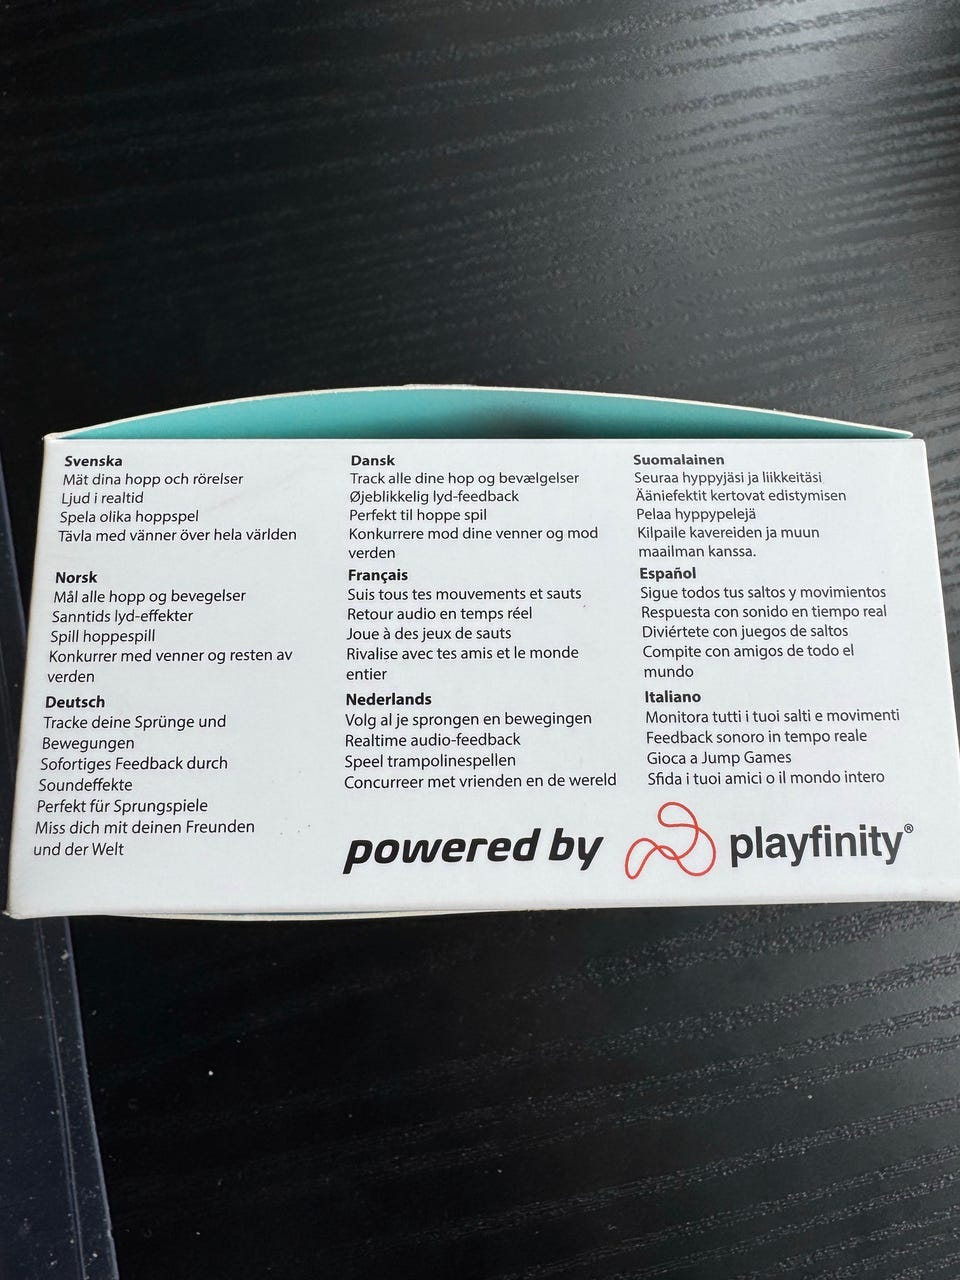 Svenska
Mät dina hopp och rörelser
Ljud i realtid
Spela olika hoppspel
Tävla med vänner över hela världen
Norsk
Mål alle hopp og bevegelser
Sanntids lyd-effekter
Spill hoppespill
Konkurrer med venner og resten av
verden
Deutsch
Tracke deine Sprünge und
Bewegungen
Sofortiges Feedback durch
Soundeffekte
Perfekt für Sprungspiele
Miss dich mit deinen Freunden
und der Welt
Dansk
Track alle dine hop og bevælgelser
Øjeblikkelig lyd-feedback
Perfekt til hoppe spil
Konkurrere mod dine venner og mod
verden
Français
Suis tous tes mouvements et sauts
Retour audio en temps réel
Joue à des jeux de sauts
Rivalise avec tes amis et le monde
entier
Nederlands
Volg al je sprongen en bewegingen
Realtime audio-feedback
Speel trampolinespellen
Concurreer met vrienden en de wereld
Suomalainen
Seuraa hyppyjäsi ja liikkeitäsi
Ääniefektit kertovat edistymisen
Pelaa hyppypelejä
Kilpaile kavereiden ja muun
maailman kanssa.
Español
Sigue todos tus saltos y movimientos
Respuesta con sonido en tiempo real
Diviértete con juegos de saltos
Compite con amigos de todo el
mundo
Italiano
Monitora tutti i tuoi salti e movimenti
Feedback sonoro in tempo reale
Gioca a Jump Games
Sfida i tuoi amici o il mondo intero
powered by playfinity®